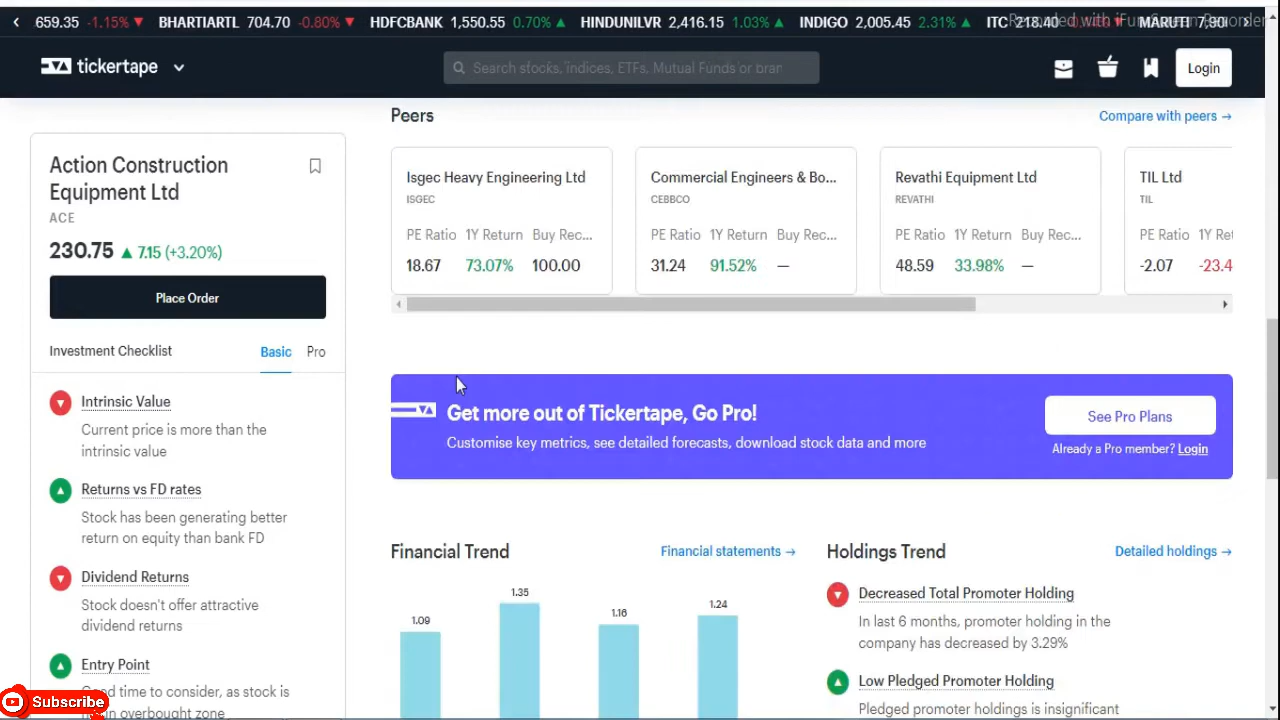 659.35 -1.15% BHARTIARTL 704.70 -0.80% HDFCBANK 1,550.55 0.70% HINDUNILVR 2,416.15 1.03% INDIGO 2,005.45 2.31% ITC 218.40 MARUTI
Recorded with iFun Screen Recorder
tickertape
Search stocks, indices, ETFs, Mutual Funds or bran
Login
Peers
Compare with peers →
Action Construction
Equipment Ltd
ACE
230.75 7.15 (+3.20%)
Place Order
Investment Checklist Basic Pro
Intrinsic Value
Current price is more than the
intrinsic value
Returns vs FD rates
Stock has been generating better
return on equity than bank FD
Dividend Returns
Stock doesn't offer attractive
dividend returns
Entry Point
Good time to consider, as stock is
in overbought zone
Subscribe
Isgec Heavy Engineering Ltd
ISGEC
PE Ratio 1Y Return Buy Rec...
18.67 73.07% 100.00
Commercial Engineers & Bo...
CEBBCO
PE Ratio 1Y Return Buy Rec...
31.24 91.52% —
Revathi Equipment Ltd
REVATHI
PE Ratio 1Y Return Buy Rec...
48.59 33.98% —
TIL Ltd
TIL
PE Ratio 1Y Ret
-2.07 -23.4
Get more out of Tickertape, Go Pro!
Customise key metrics, see detailed forecasts, download stock data and more
See Pro Plans
Already a Pro member? Login
Financial Trend
Financial statements →
1.09 1.35 1.16 1.24
Holdings Trend
Detailed holdings →
Decreased Total Promoter Holding
In last 6 months, promoter holding in the
company has decreased by 3.29%
Low Pledged Promoter Holding
Pledged promoter holdings is insignificant